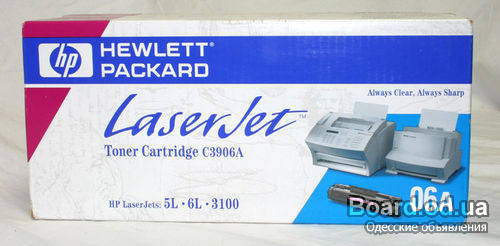 hp HEWLETT
PACKARD
Always Clear, Always Sharp
LaserJet™
Toner Cartridge C3906A
HP LaserJets: 5L • 6L • 3100
06A
Board.od.ua
Одесские объявления